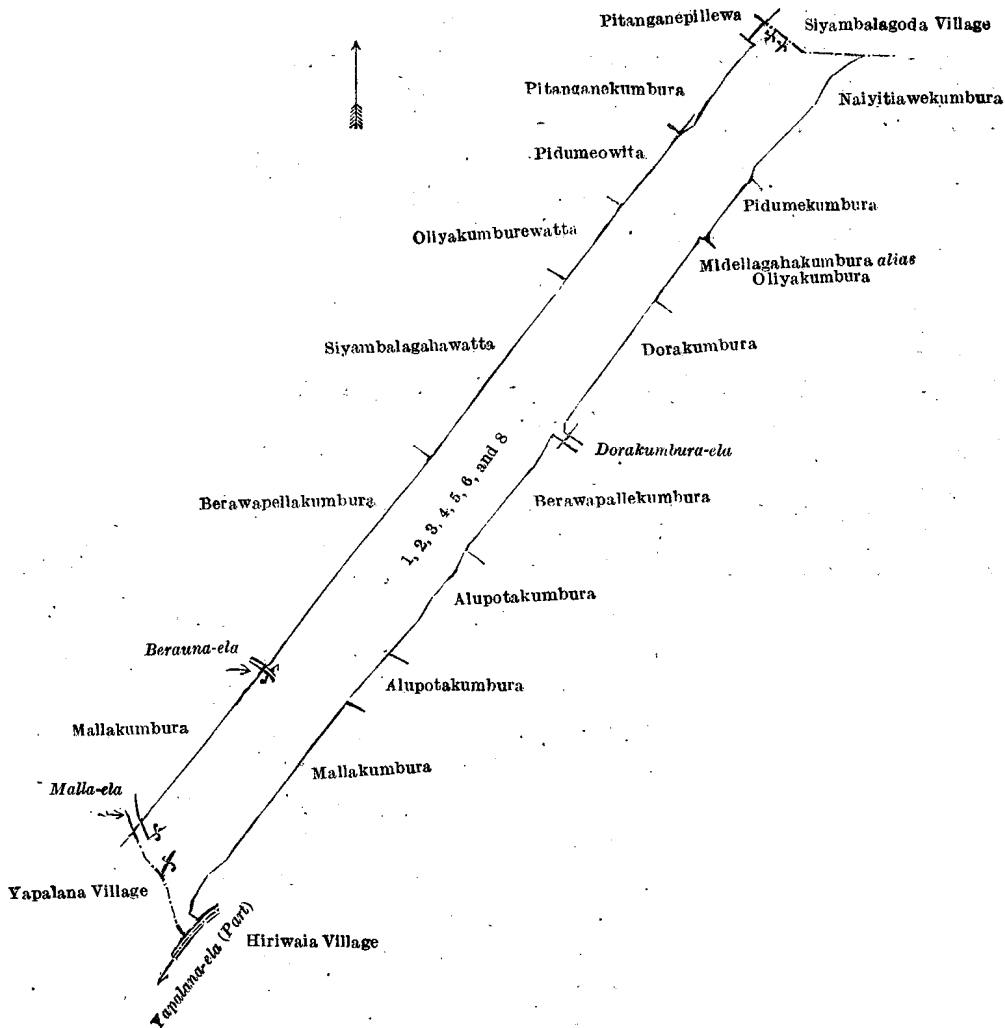 Pitanganepillewa
Siyambalagoda Village
Pitanganekumbura
Naiyitiawekumbura
Pidumeowita
Pidumekumbura
Oliyakumburewatta
Midellagahakumbura alias
Oliyakumbura
Siyambalagahawatta
Dorakumbura
Dorakumbura-ela
1, 2, 3, 4, 5, 6, and 8
Berawapellakumbura
Berawapallekumbura
Alupotakumbura
Berauna-ela
Alupotakumbura
Mallakumbura
Mallakumbura
Malla-ela
Yapalana Village
Hiriwaia Village
Yapalana-ela (Part)